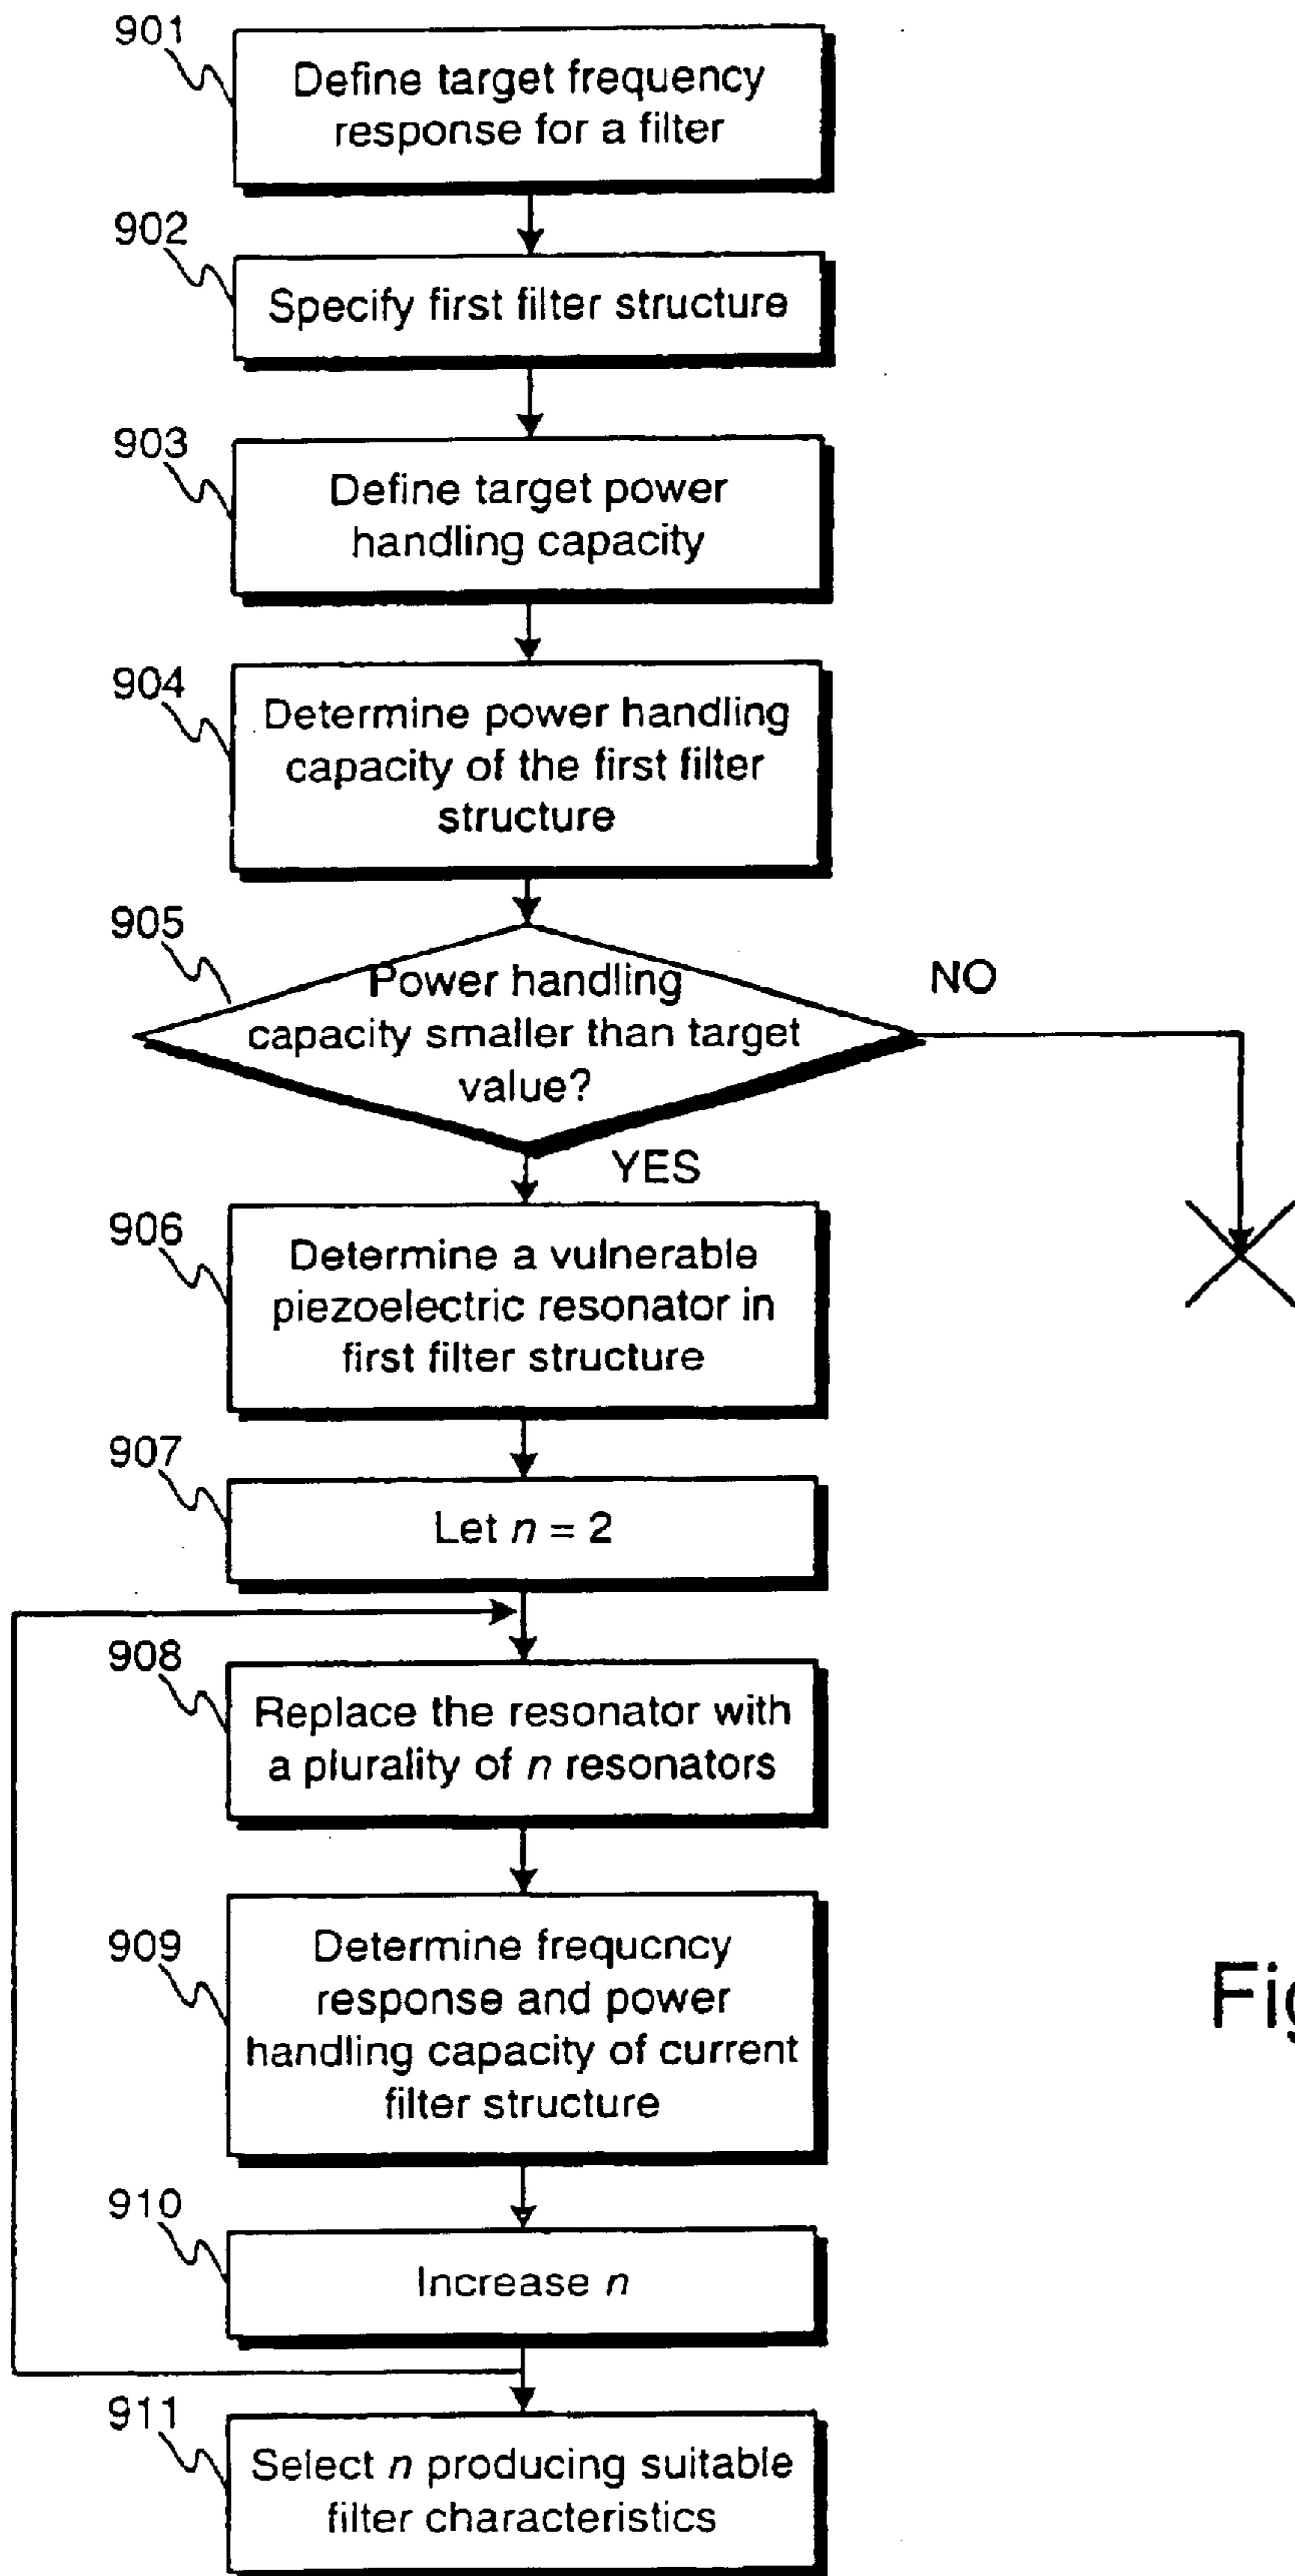 901
Define target frequency
response for a filter
902
Specify first filter structure
903
Define target power
handling capacity
904
Determine power handling
capacity of the first filter
structure
905
Power handling
capacity smaller than target
value?
NO
YES
906
Determine a vulnerable
piezoelectric resonator in
first filter structure
907
Let n = 2
908
Replace the resonator with
a plurality of n resonators
909
Determine frequency
response and power
handling capacity of current
filter structure
910
Increase n
911
Select n producing suitable
filter characteristics